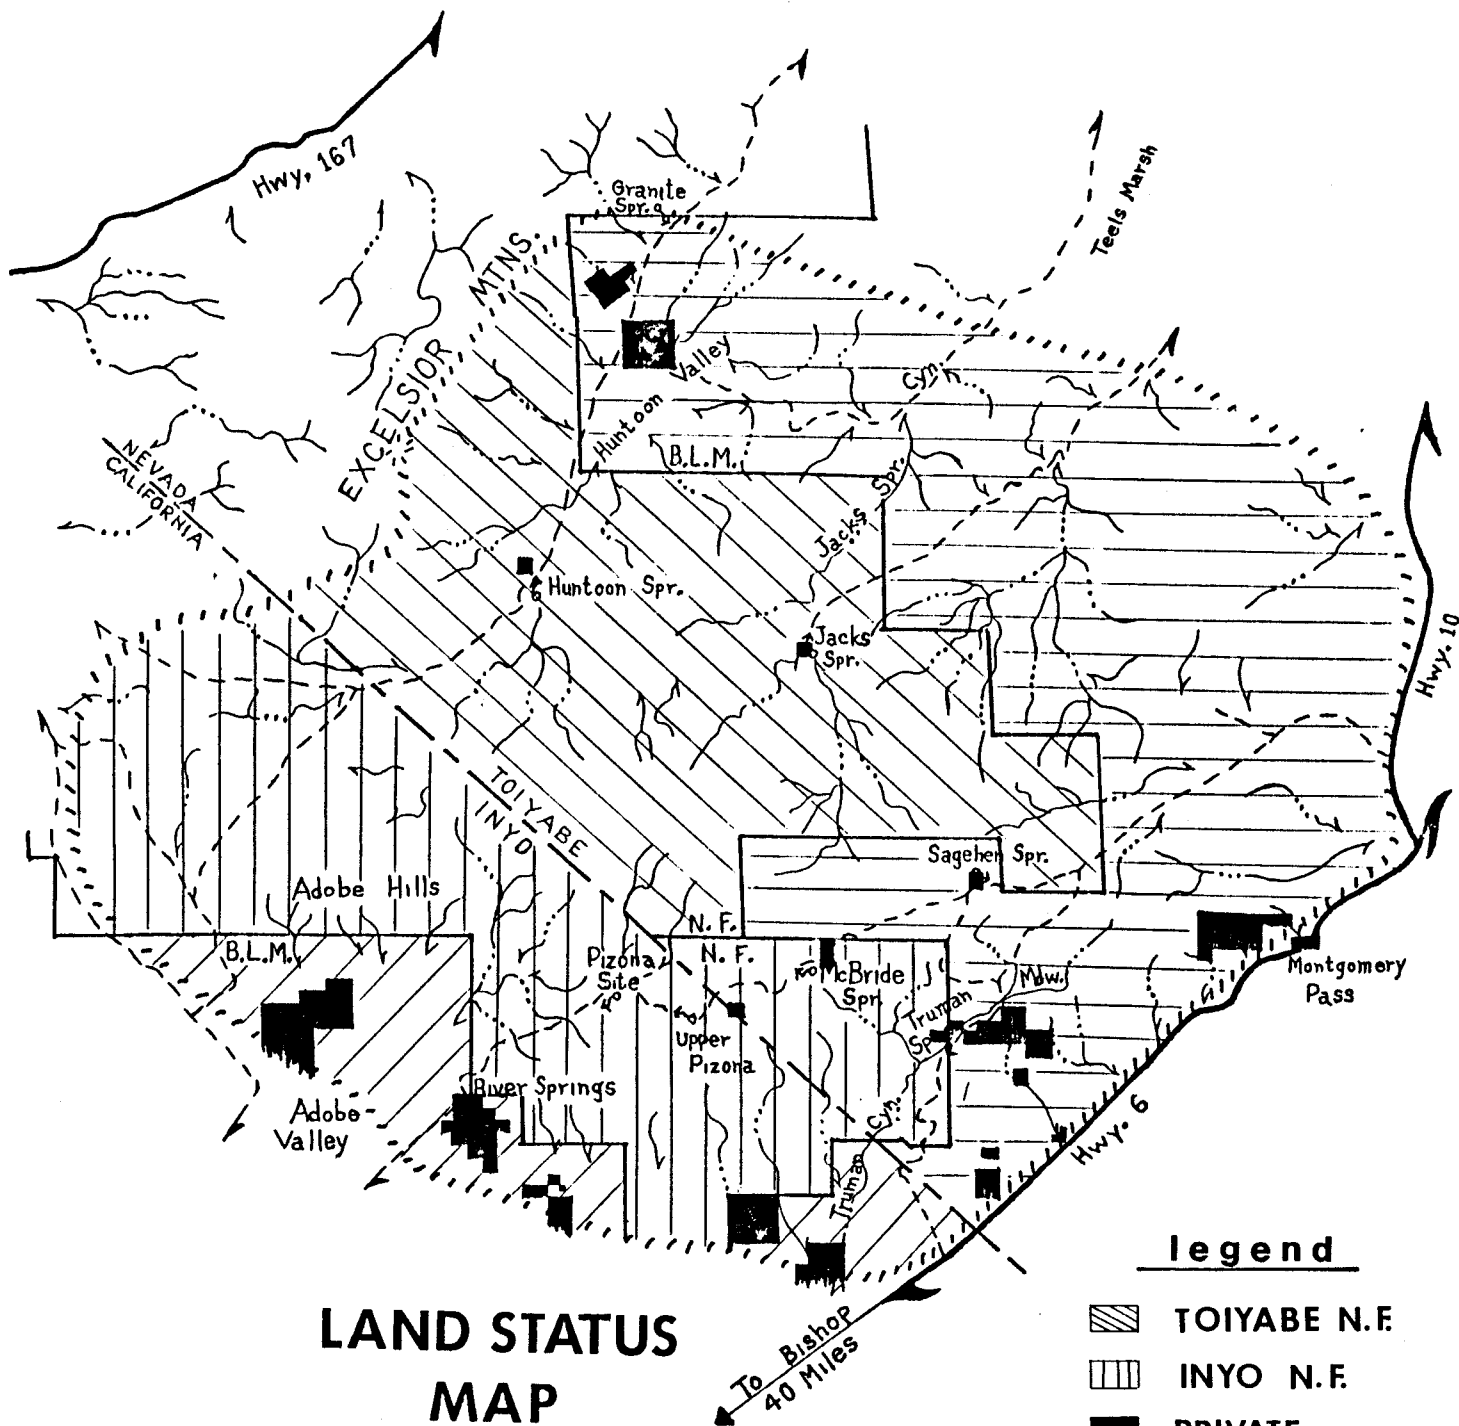 Hwy. 167
Granite
Spr.
Teels Marsh
EXCELSIOR MTNS.
Huntoon Valley
Cyn.
B.L.M.
NEVADA
CALIFORNIA
Jacks Spr.
Huntoon Spr.
Jacks
Spr.
Hwy. 10
TOIYABE
INYO
Sagehen Spr.
Adobe Hills
N. F.
N. F.
B.L.M.
Pizona
Site
McBride
Spr.
Mdw.
Montgomery
Pass
Truman
Sp
Upper
Pizona
River Springs
Adobe
Valley
Truman Cyn.
Hwy. 6
legend
TOIYABE N.F.
INYO N.F.
PRIVATE
LAND STATUS
MAP
To Bishop
40 Miles